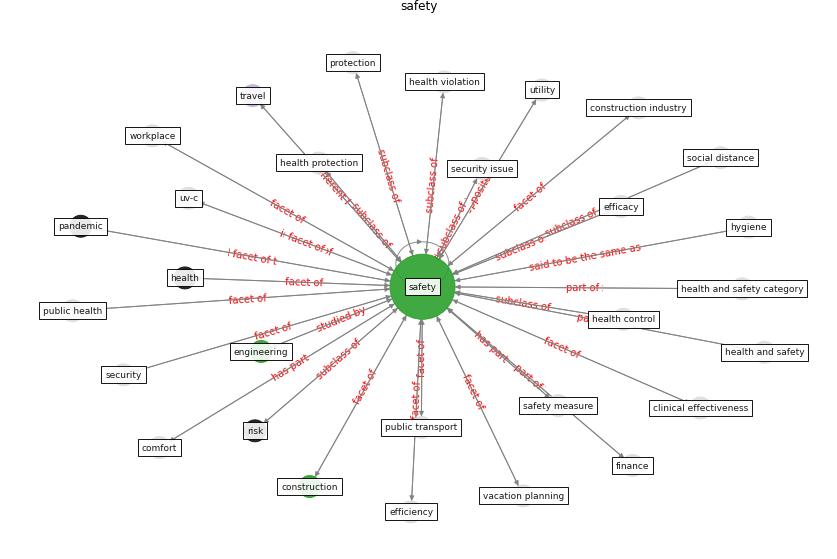 safety
protection
health violation
utility
travel
construction industry
workplace
subclass of
social distance
health protection
security issue
subclass of
uv-c
facet of
efficacy
facet of
subclass of
subclass of
pandemic
facet of
subclass of
hygiene
facet of
said to be the same as
health
facet of
safety
part of
health and safety category
public health
facet of
subclass of
health control
studied by
facet of
engineering
has part
facet of
health and safety
security
has part
subclass of
part of
facet of
facet of
facet of
facet of
safety measure
clinical effectiveness
risk
public transport
comfort
finance
construction
vacation planning
efficiency